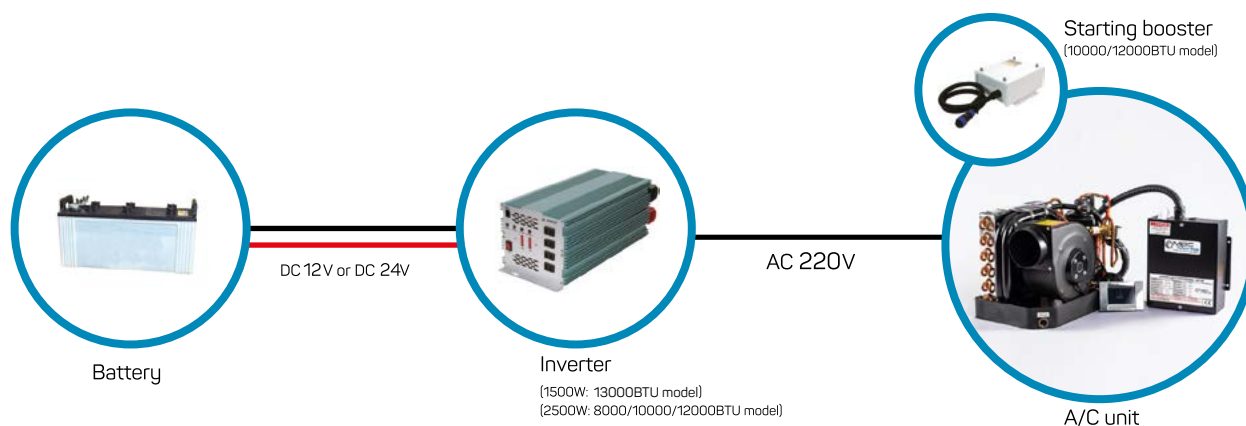 Starting booster
(10000/12000BTU model)
DC 12V or DC 24V
AC 220V
Battery
Inverter
(1500W: 13000BTU model)
(2500W: 8000/10000/12000BTU model)
A/C unit